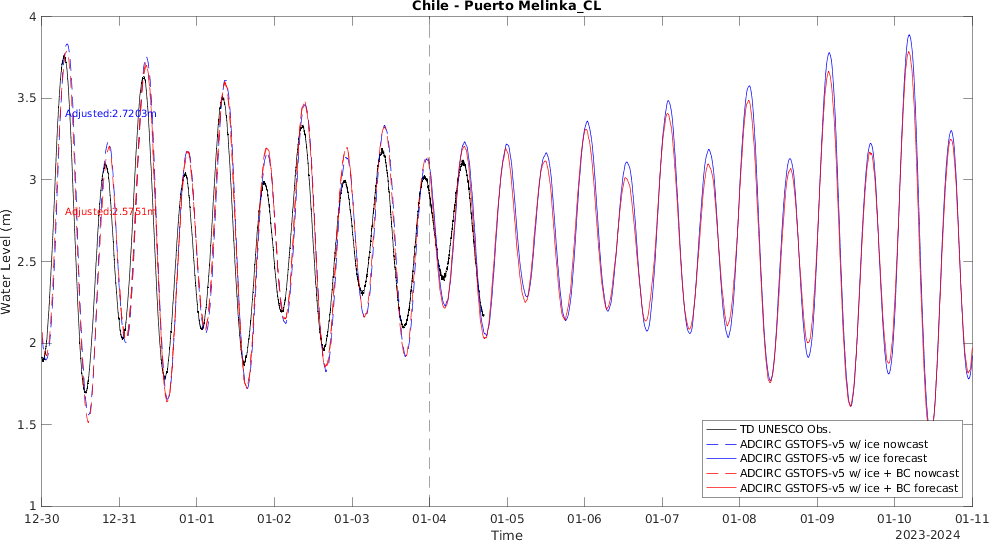 Chile - Puerto Melinka_CL
4
3.5
3
2.5
2
1.5
1
Water Level (m)
Adjusted:2.7203m
Adjusted:2.5751m
TD UNESCO Obs.
ADCIRC GSTOFS-v5 w/ ice nowcast
ADCIRC GSTOFS-v5 w/ ice forecast
ADCIRC GSTOFS-v5 w/ ice + BC nowcast
ADCIRC GSTOFS-v5 w/ ice + BC forecast
12-30 12-31 01-01 01-02 01-03 01-04 01-05 01-06 01-07 01-08 01-09 01-10 01-11
Time
2023-2024